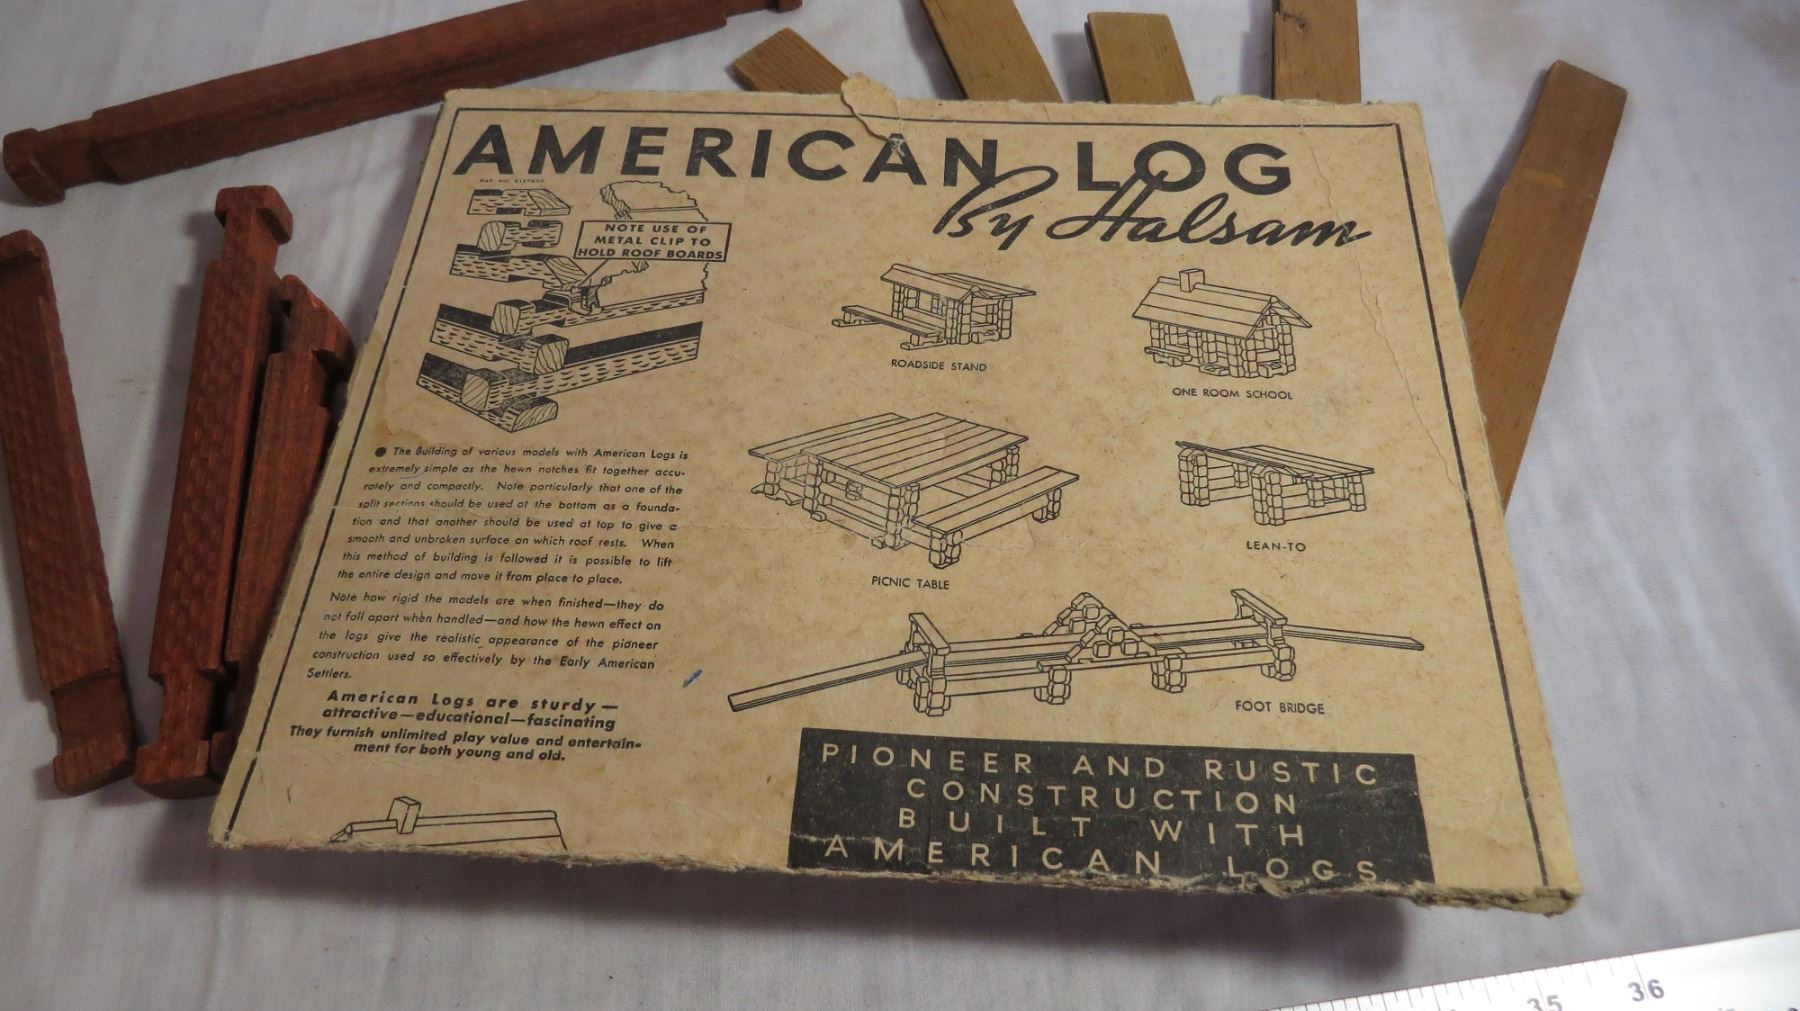 AMERICAN LOG
By Halsam
NOTE USE OF
METAL CLIP TO
HOLD ROOF BOARDS
ROADSIDE STAND
ONE ROOM SCHOOL
PICNIC TABLE
LEAN-TO
FOOT BRIDGE
● The Building of various models with American Logs is
extremely simple as the hewn notches fit together accu-
rately and compactly. Note particularly that one of the
split sections should be used at the bottom as a founda-
tion and that another should be used at top to give a
smooth and unbroken surface on which roof rests. When
this method of building is followed it is possible to lift
the entire design and move it from place to place.
Note how rigid the models are when finished—they do
not fall apart when handled—and how the hewn effect on
the logs give the realistic appearance of the pioneer
construction used so effectively by the Early American
Settlers.
American Logs are sturdy—
attractive—educational—fascinating
They furnish unlimited play value and entertain-
ment for both young and old.
PIONEER AND RUSTIC
CONSTRUCTION
BUILT WITH
AMERICAN LOGS
35 36